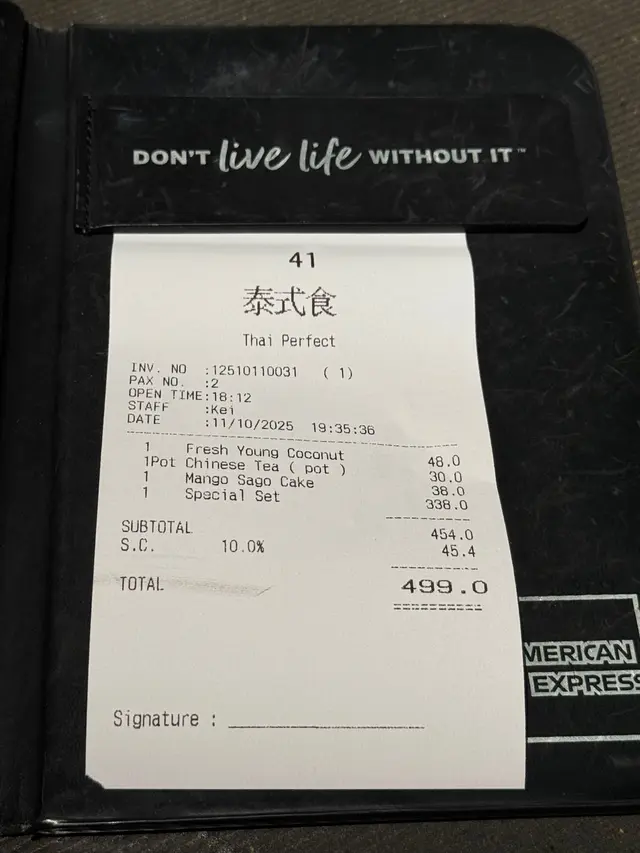 DON'T live life WITHOUT IT™
41
泰式食
Thai Perfect
INV. NO :12510110031 ( 1)
PAX NO. :2
OPEN TIME:18:12
STAFF :Kei
DATE :11/10/2025 19:35:36
1 Fresh Young Coconut 48.0
1Pot Chinese Tea ( pot ) 30.0
1 Mango Sago Cake 38.0
1 Special Set 338.0
SUBTOTAL 454.0
S.C. 10.0% 45.4
TOTAL 499.0
MERICAN
EXPRESS
Signature :